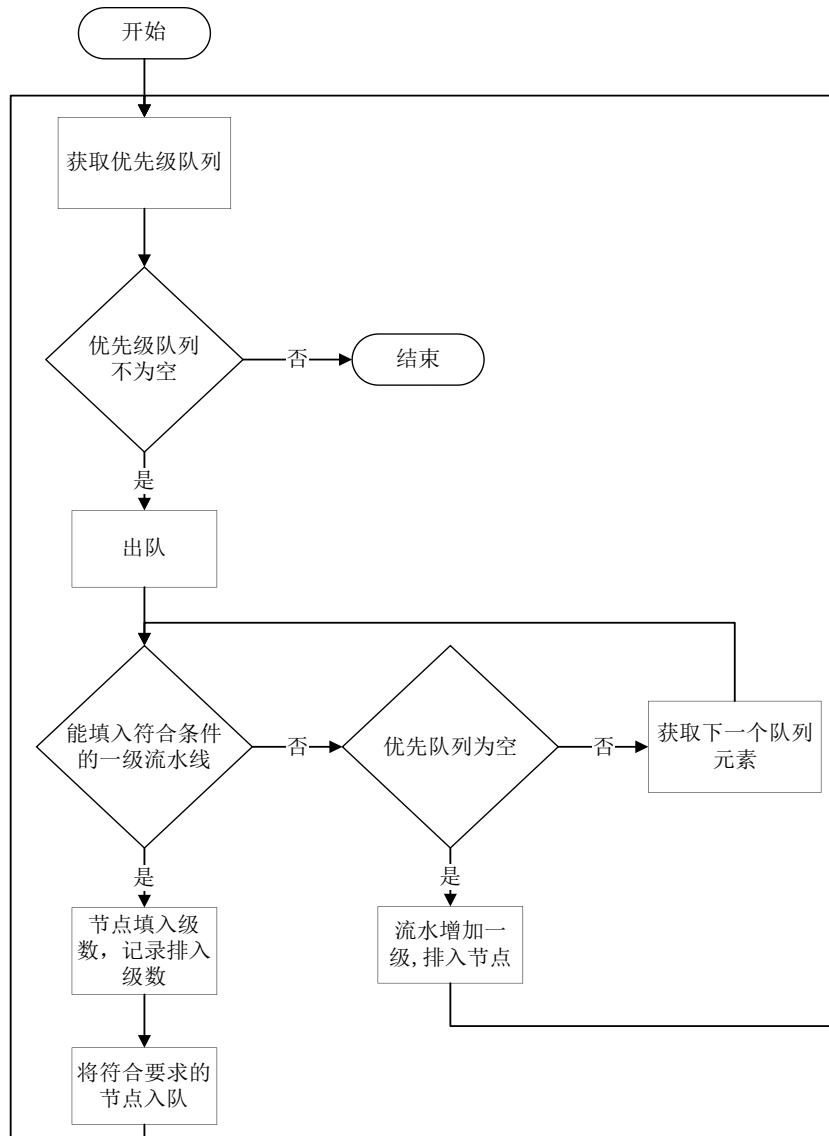 开始
获取优先级队列
优先级队列
不为空
否
结束
是
出队
能填入符合条件
的一级流水线
否
优先队列为空
否
获取下一个队列
元素
是
节点填入级
数，记录排入
级数
是
流水增加一
级,排入节点
将符合要求的
节点入队